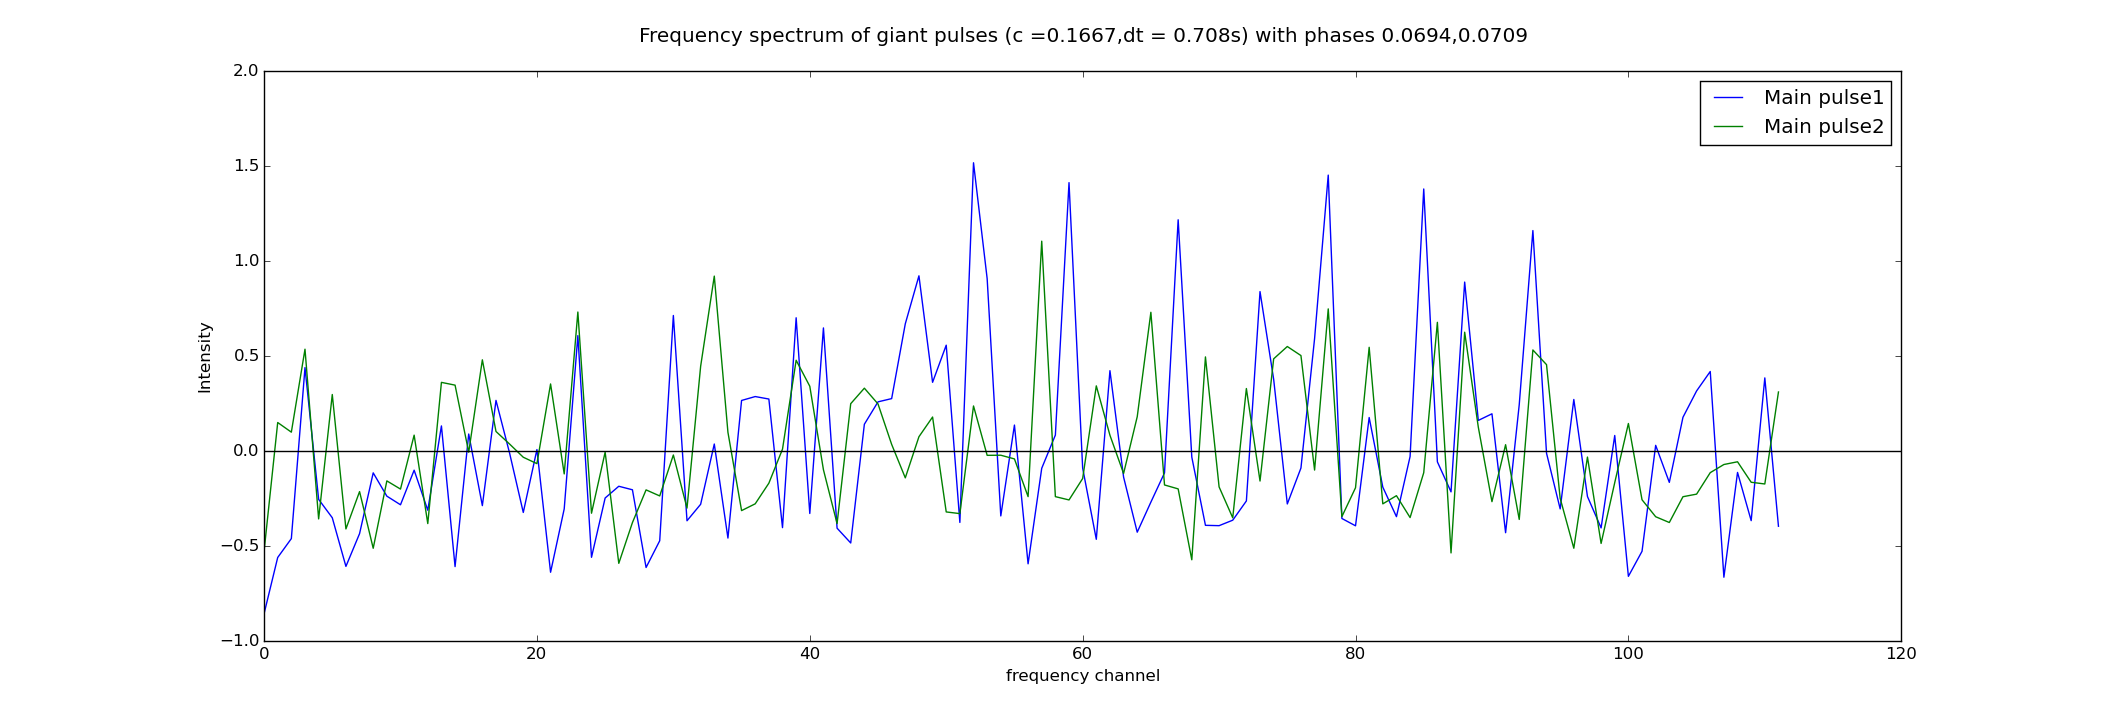 Frequency spectrum of giant pulses (c =0.1667,dt = 0.708s) with phases 0.0694,0.0709
2.0
1.5
1.0
0.5
0.0
−0.5
−1.0
Intensity
Main pulse1
Main pulse2
0 20 40 60 80 100 120
frequency channel